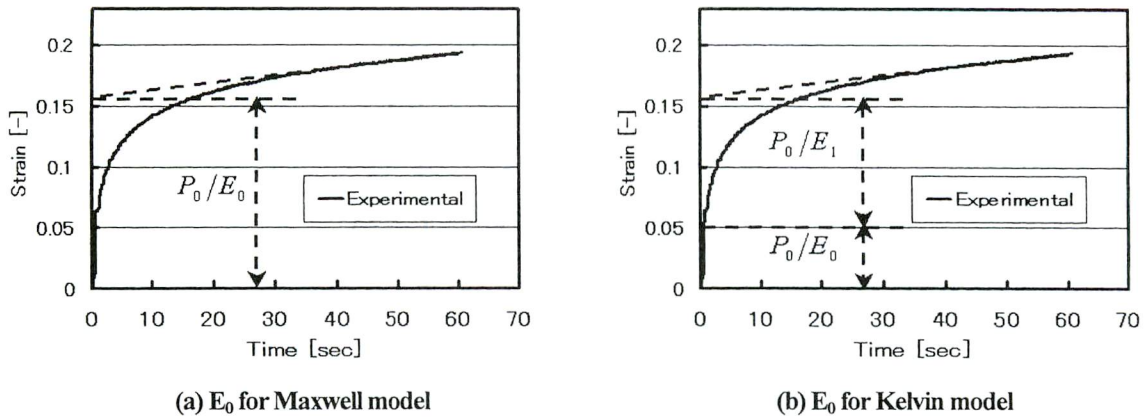 0.2
0.15
0.1
0.05
0
Strain [-]
P₀/E₀
Experimental
0 10 20 30 40 50 60 70
Time [sec]
(a) E₀ for Maxwell model
0.2
0.15
0.1
0.05
0
Strain [-]
P₀/E₁
Experimental
P₀/E₀
0 10 20 30 40 50 60 70
Time [sec]
(b) E₀ for Kelvin model